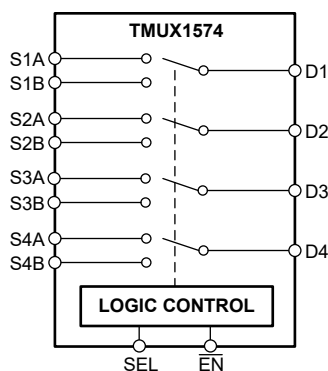 TMUX1574
S1A
S1B
D1
S2A
S2B
D2
S3A
S3B
D3
S4A
S4B
D4
LOGIC CONTROL
SEL
EN